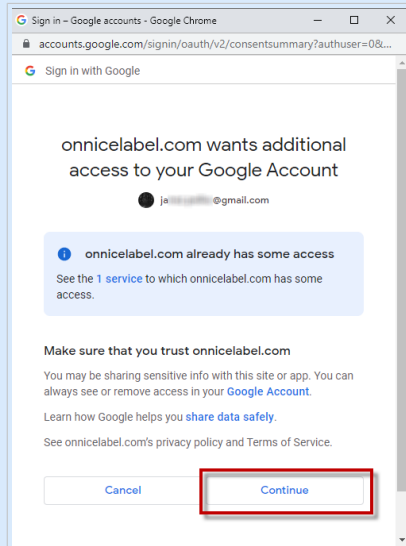 Sign in – Google accounts - Google Chrome
accounts.google.com/signin/oauth/v2/consentsummary?authuser=0&...
Sign in with Google
onnicelabel.com wants additional
access to your Google Account
ja @gmail.com
onnicelabel.com already has some access
See the 1 service to which onnicelabel.com has some
access.
Make sure that you trust onnicelabel.com
You may be sharing sensitive info with this site or app. You can
always see or remove access in your Google Account.
Learn how Google helps you share data safely.
See onnicelabel.com's privacy policy and Terms of Service.
Cancel
Continue